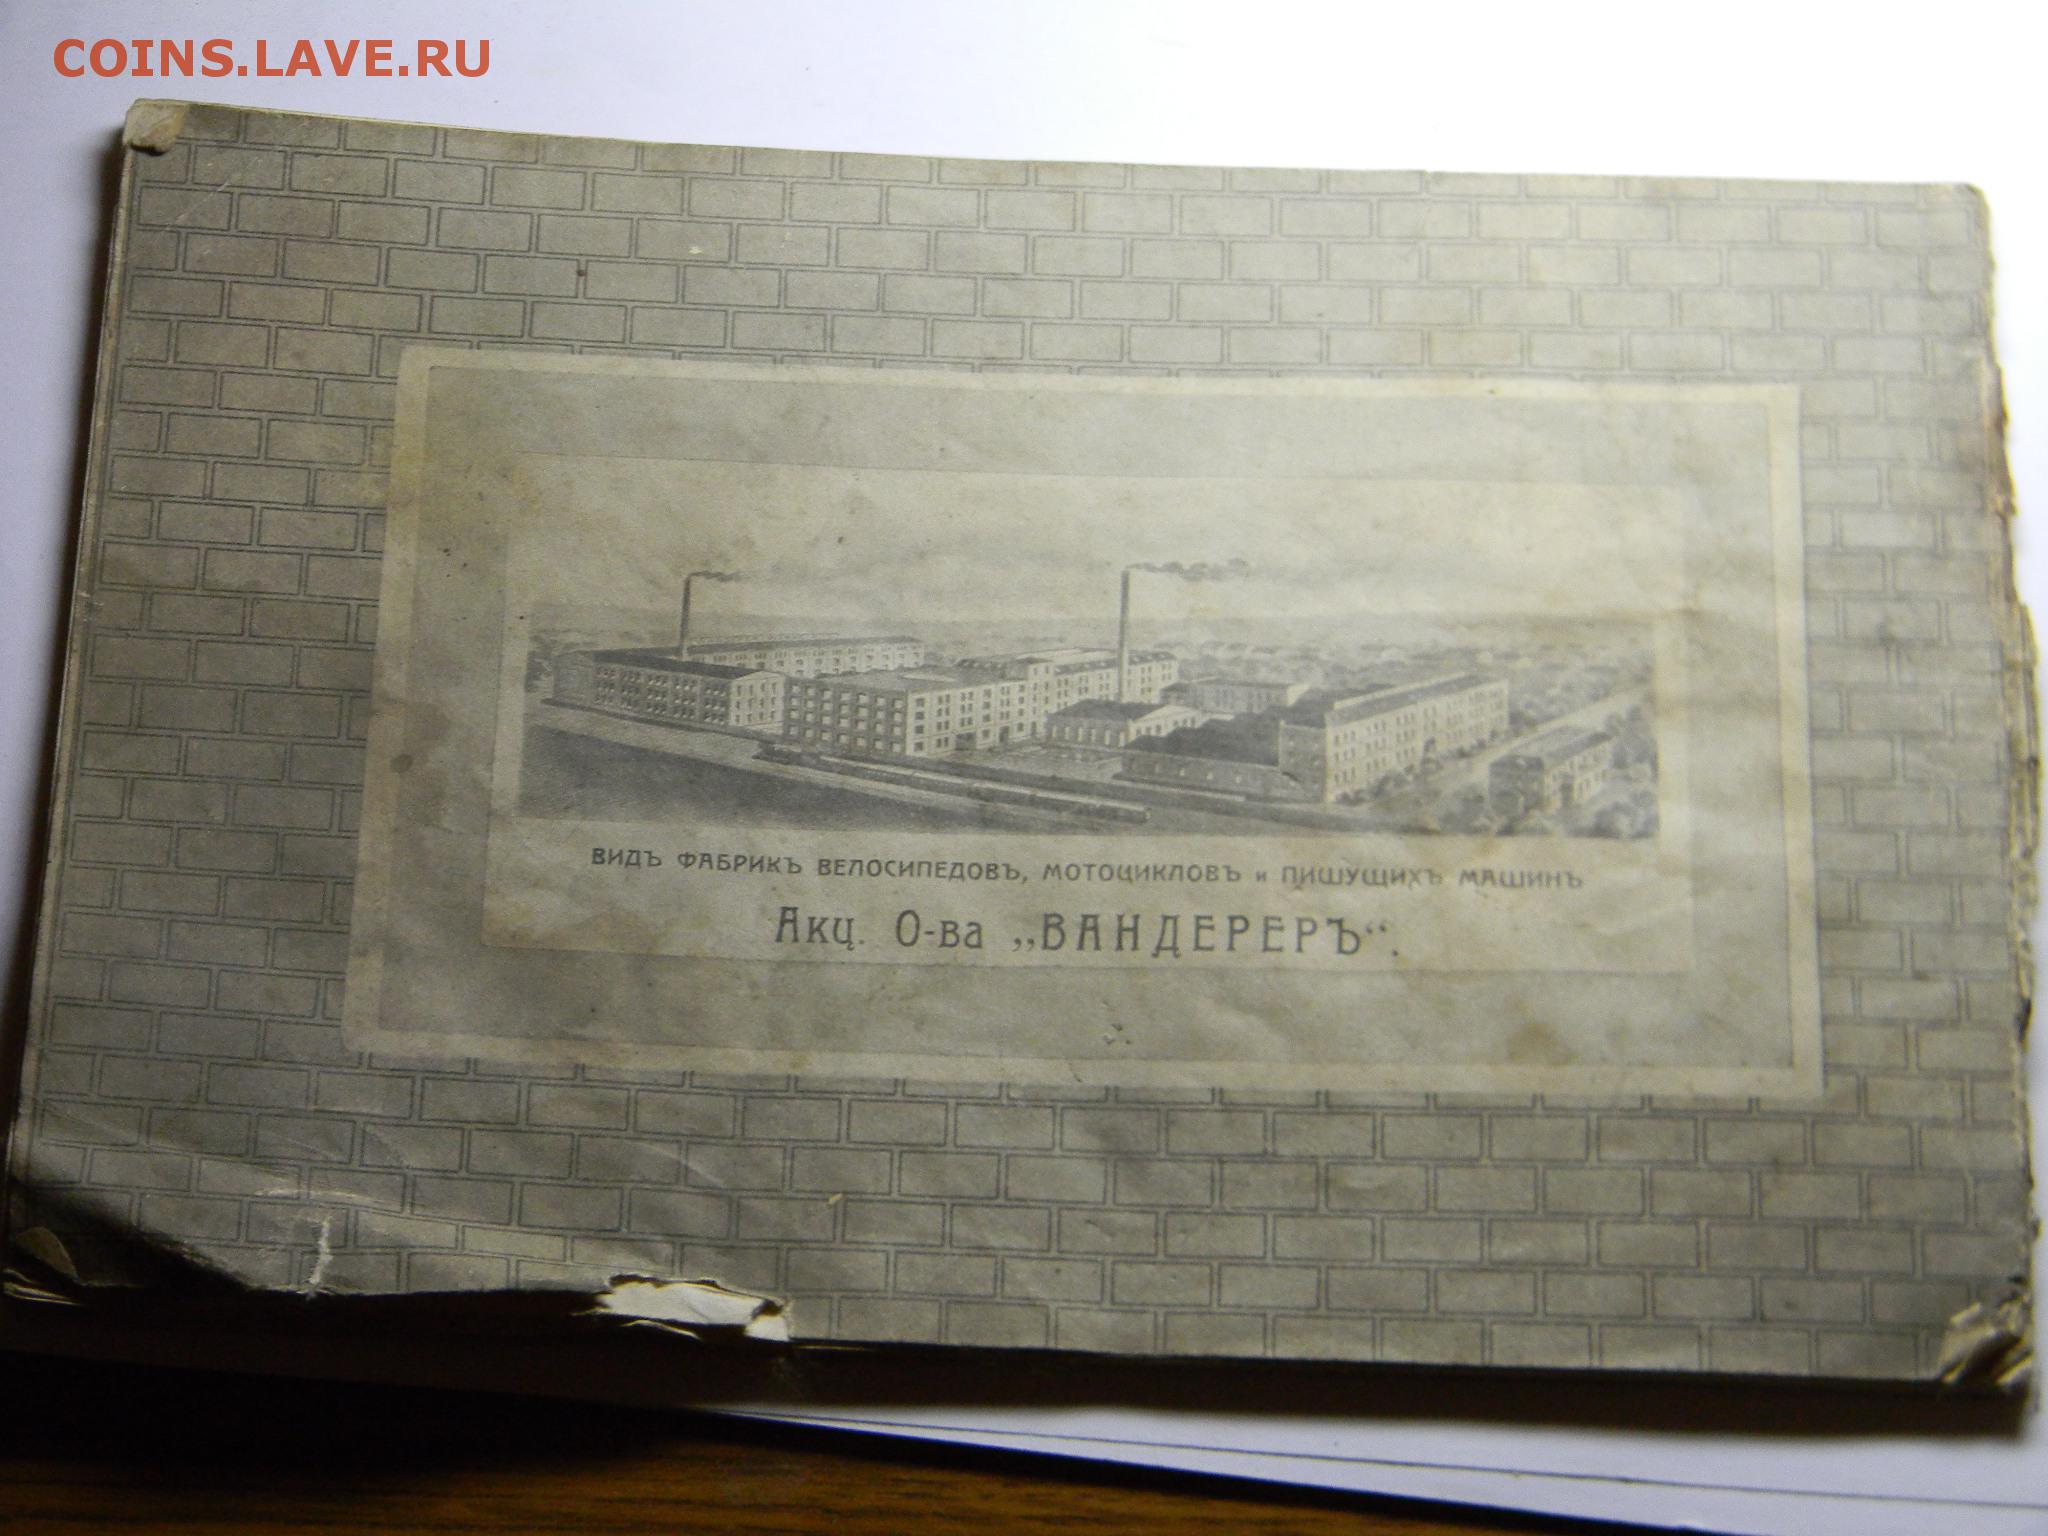 COINS.LAVE.RU
ВИДЪ ФАБРИКЪ ВЕЛОСИПЕДОВЪ, МОТОЦИКЛОВЪ и ПИШУЩИХЪ МАШИНЪ
Акц. О-ва „ВАНДЕРЕРЪ“.